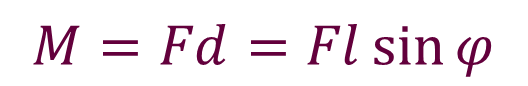 M = Fd = Fl sin φ